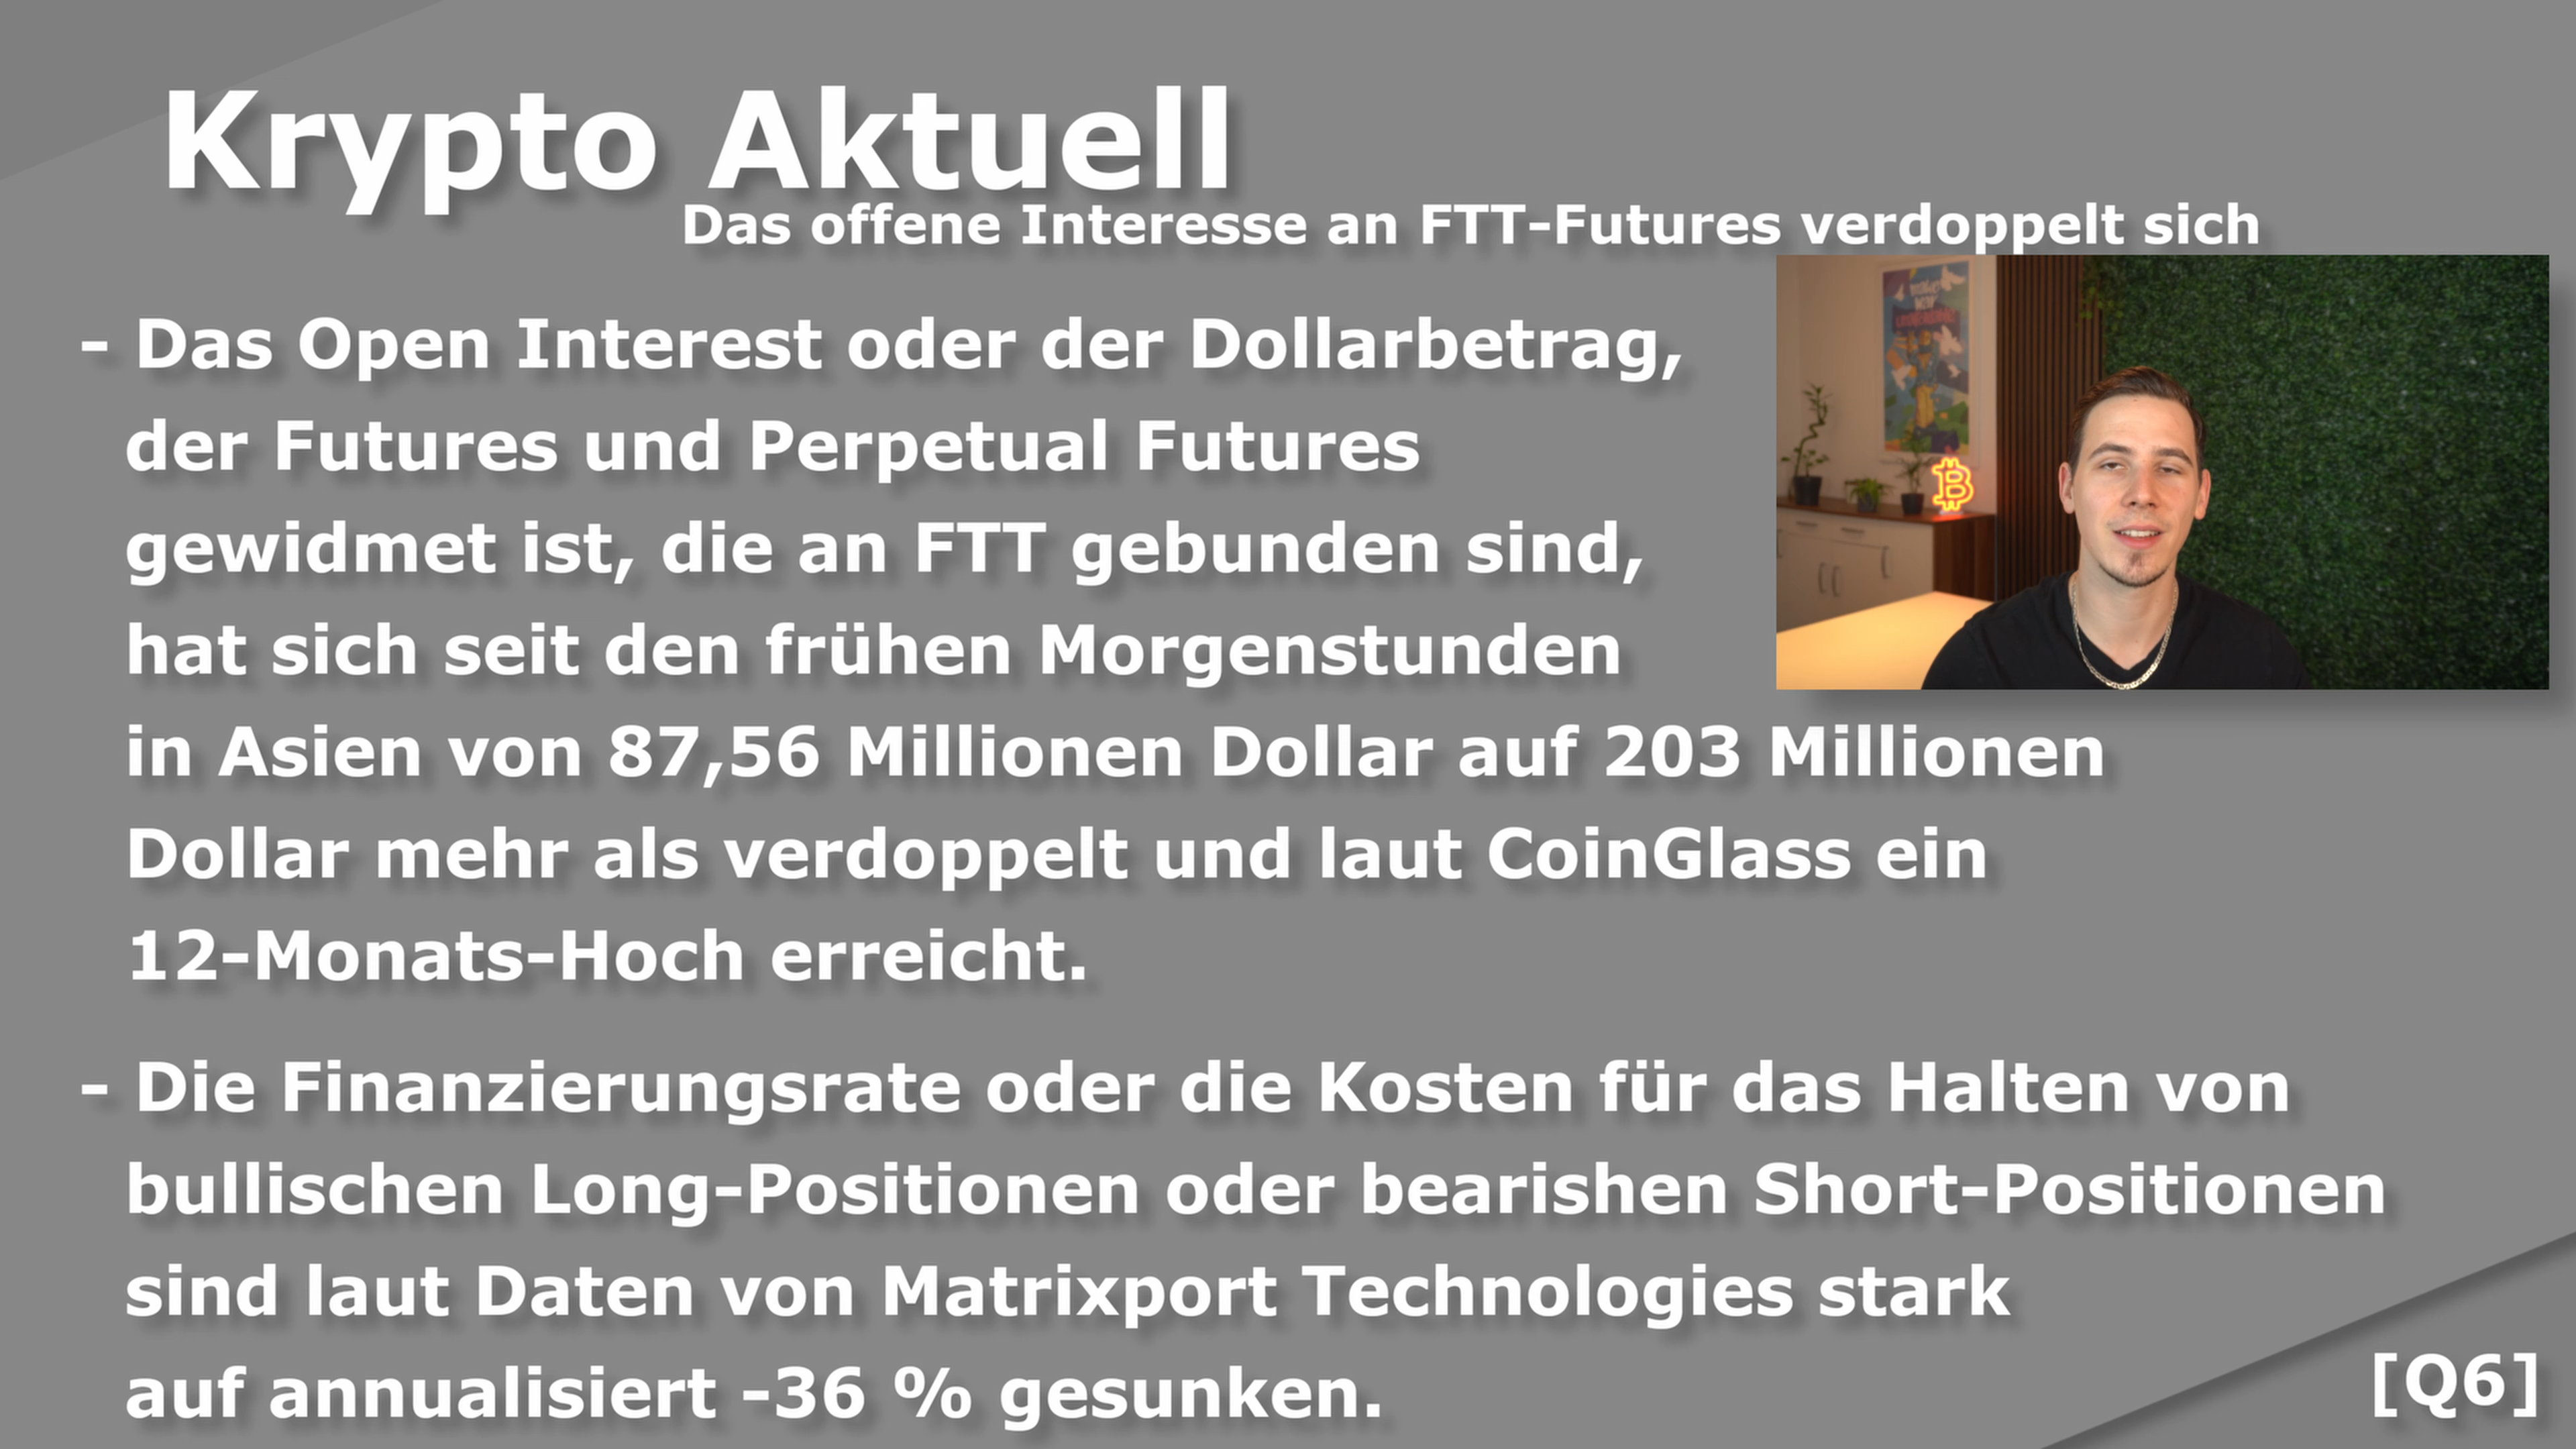 Krypto Aktuell
Das offene Interesse an FTT-Futures verdoppelt sich
- Das Open Interest oder der Dollarbetrag,
der Futures und Perpetual Futures
gewidmet ist, die an FTT gebunden sind,
hat sich seit den frühen Morgenstunden
in Asien von 87,56 Millionen Dollar auf 203 Millionen
Dollar mehr als verdoppelt und laut CoinGlass ein
12-Monats-Hoch erreicht.
- Die Finanzierungsrate oder die Kosten für das Halten von
bullischen Long-Positionen oder bearishen Short-Positionen
sind laut Daten von Matrixport Technologies stark
auf annualisiert -36 % gesunken.
[Q6]